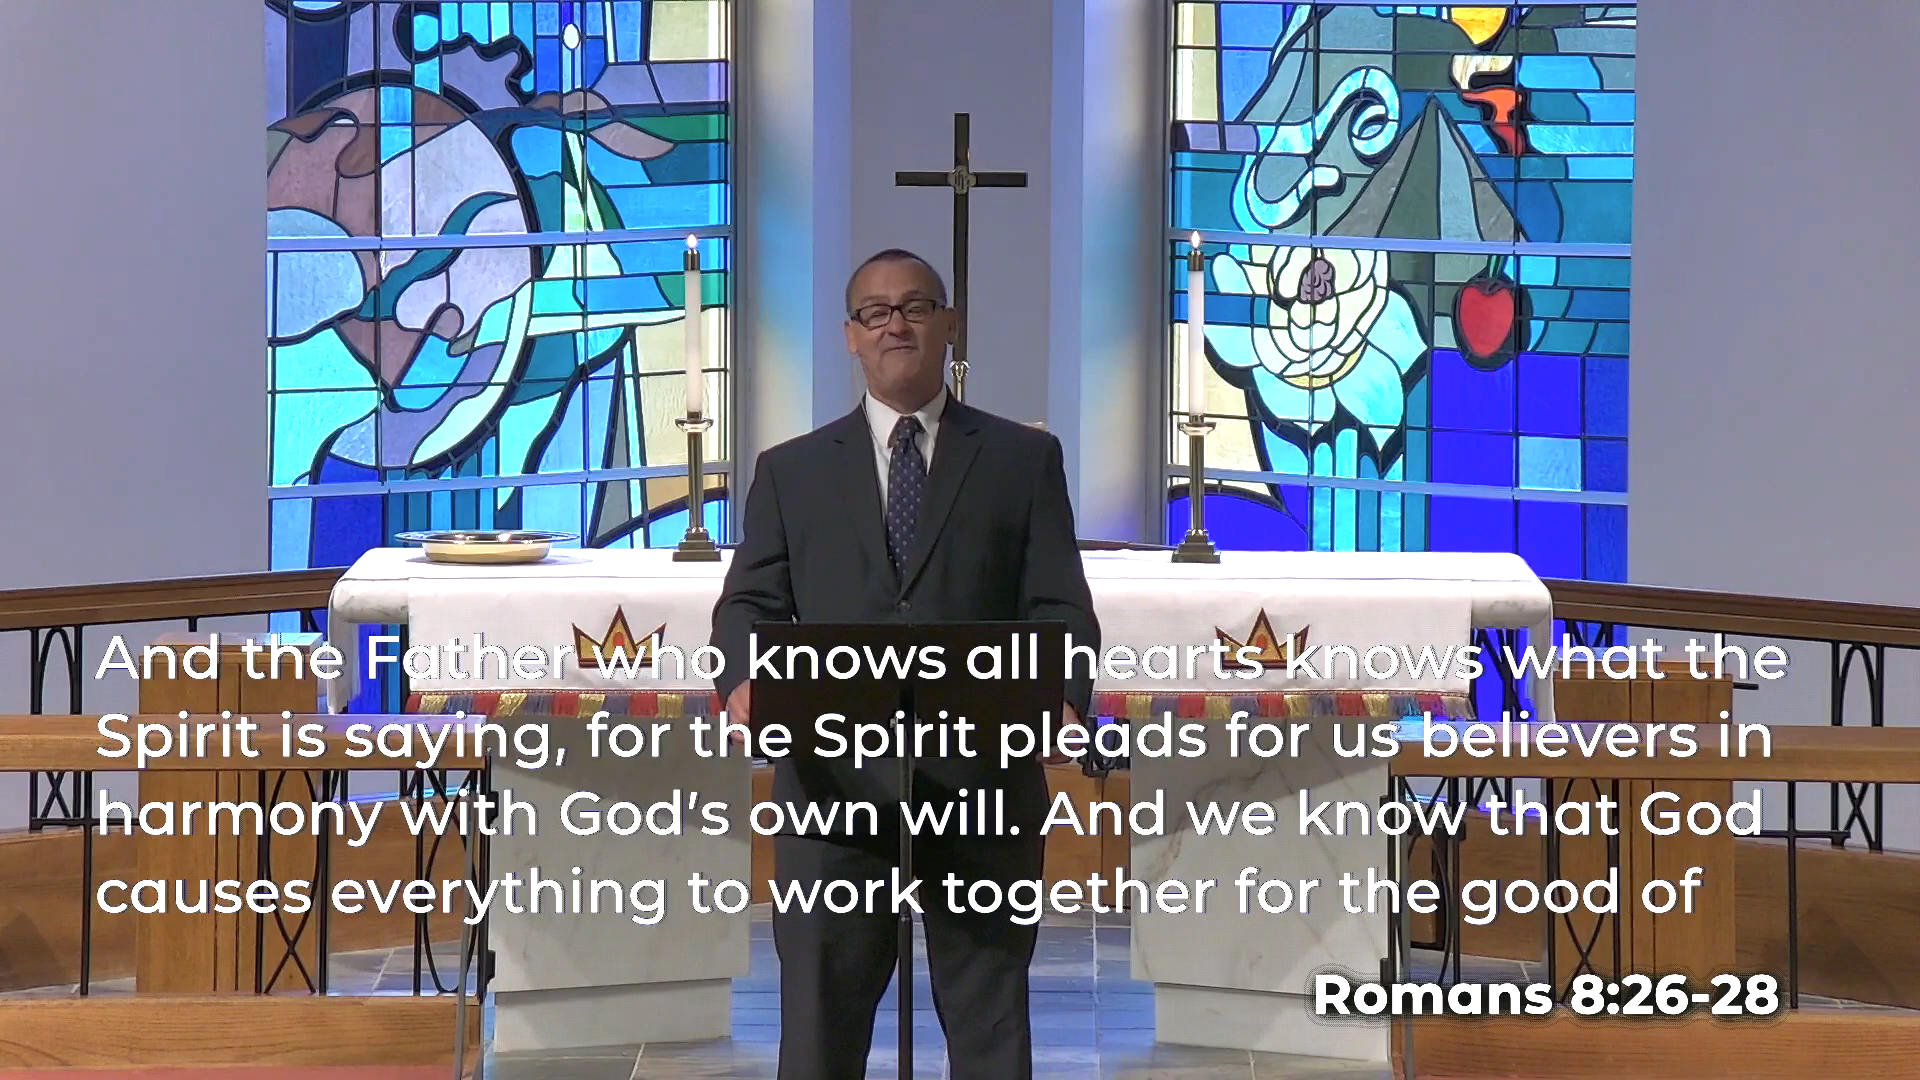 And the Father who knows all hearts knows what the
Spirit is saying, for the Spirit pleads for us believers in
harmony with God's own will. And we know that God
causes everything to work together for the good of
Romans 8:26-28